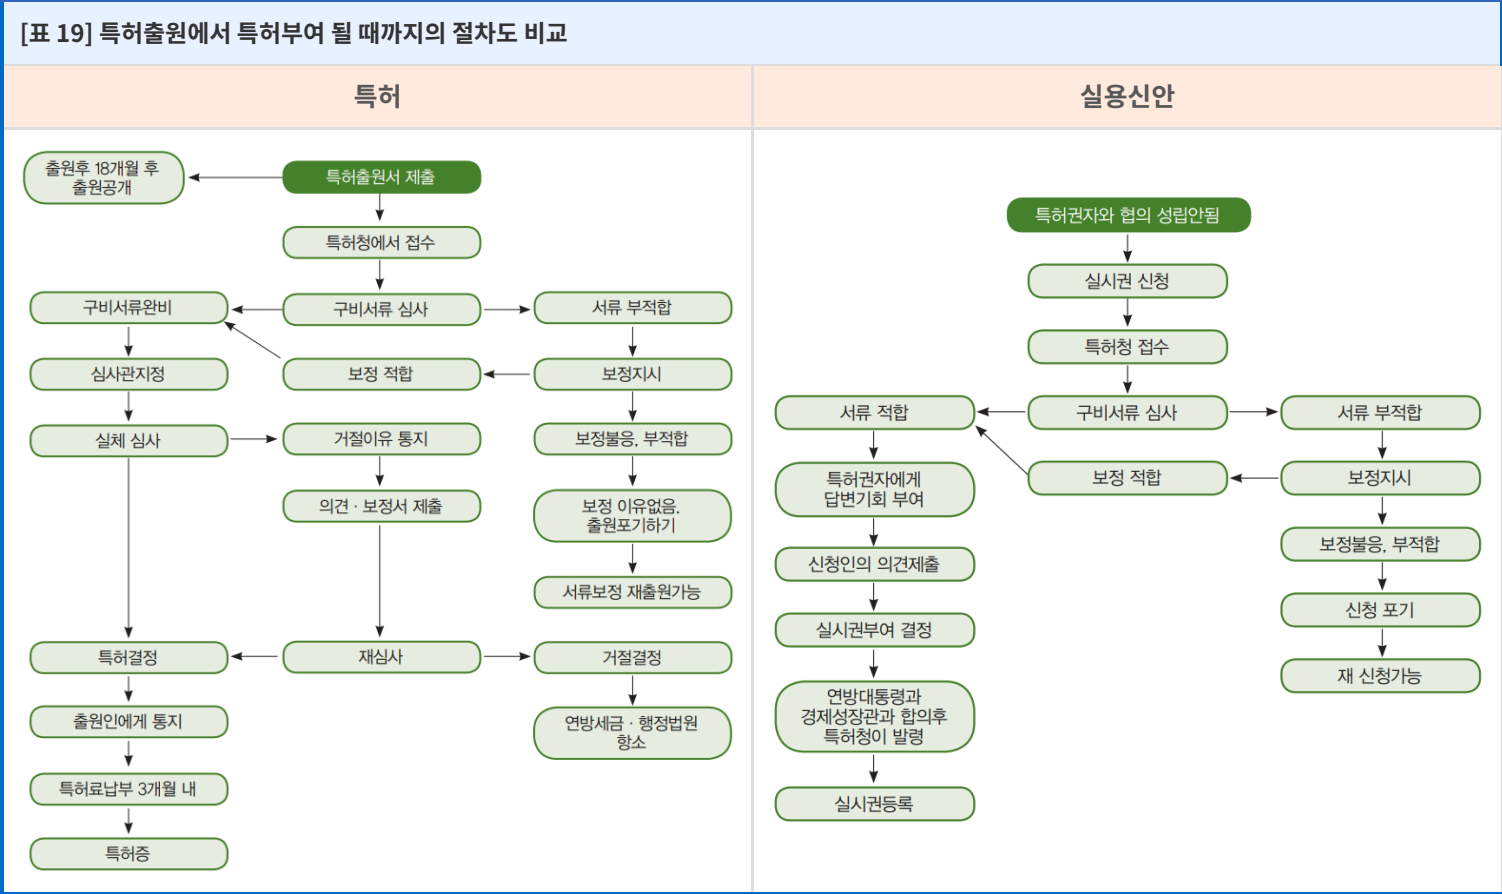 [표 19] 특허출원에서 특허부여 될 때까지의 절차도 비교
특허
출원후 18개월 후
출원공개
특허출원서 제출
특허청에서 접수
구비서류완비
구비서류 심사
서류 부적합
심사관지정
보정 적합
보정지시
실체 심사
거절이유 통지
보정불응, 부적합
의견 · 보정서 제출
보정 이유없음.
출원포기하기
서류보정 재출원가능
특허결정
재심사
거절결정
출원인에게 통지
연방세금 · 행정법원
항소
특허료납부 3개월 내
특허증
실용신안
특허권자와 협의 성립안됨
실시권 신청
특허청 접수
서류 적합
구비서류 심사
서류 부적합
특허권자에게
답변기회 부여
보정 적합
보정지시
신청인의 의견제출
보정불응, 부적합
실시권부여 결정
신청 포기
연방대통령과
경제성장관과 합의후
특허청이 발령
재 신청가능
실시권등록